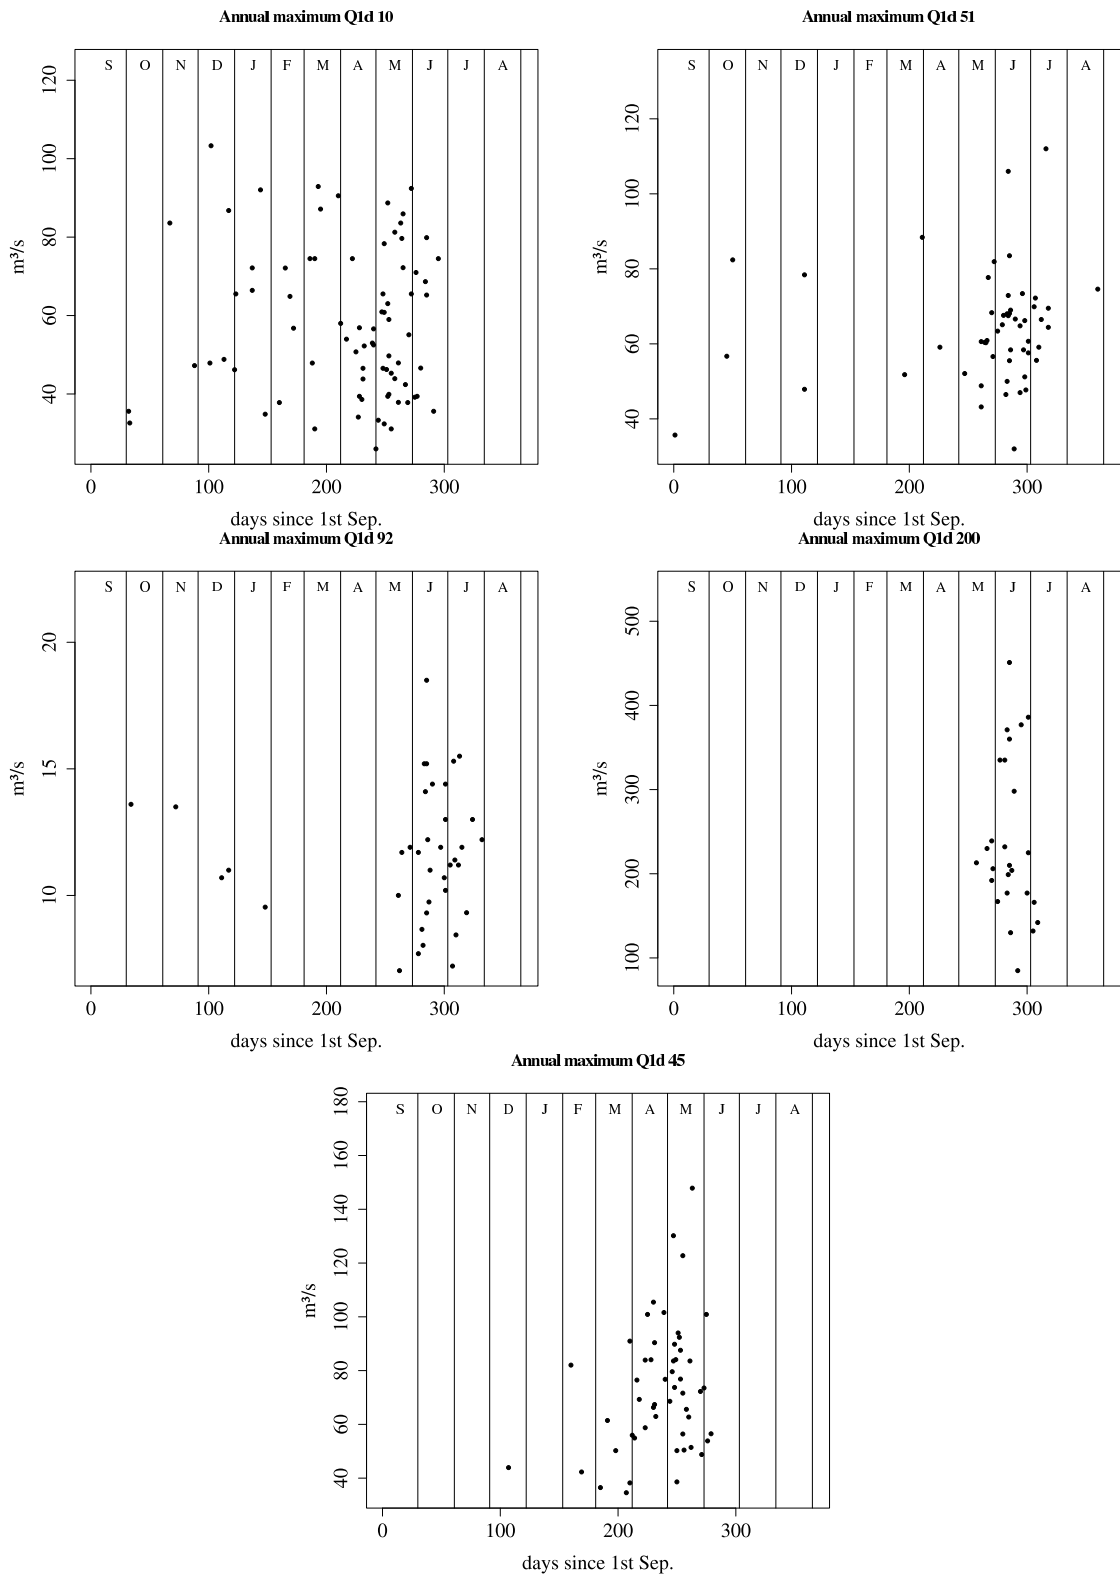 Annual maximum Q1d 10
S O N D J F M A M J J A
m³/s
120
100
80
60
40
0 100 200 300
days since 1st Sep.
Annual maximum Q1d 51
S O N D J F M A M J J A
m³/s
120
100
80
60
40
0 100 200 300
days since 1st Sep.
Annual maximum Q1d 92
S O N D J F M A M J J A
m³/s
20
15
10
0 100 200 300
days since 1st Sep.
Annual maximum Q1d 200
S O N D J F M A M J J A
m³/s
500
400
300
200
100
0 100 200 300
days since 1st Sep.
Annual maximum Q1d 45
S O N D J F M A M J J A
m³/s
180
160
140
120
100
80
60
40
0 100 200 300
days since 1st Sep.